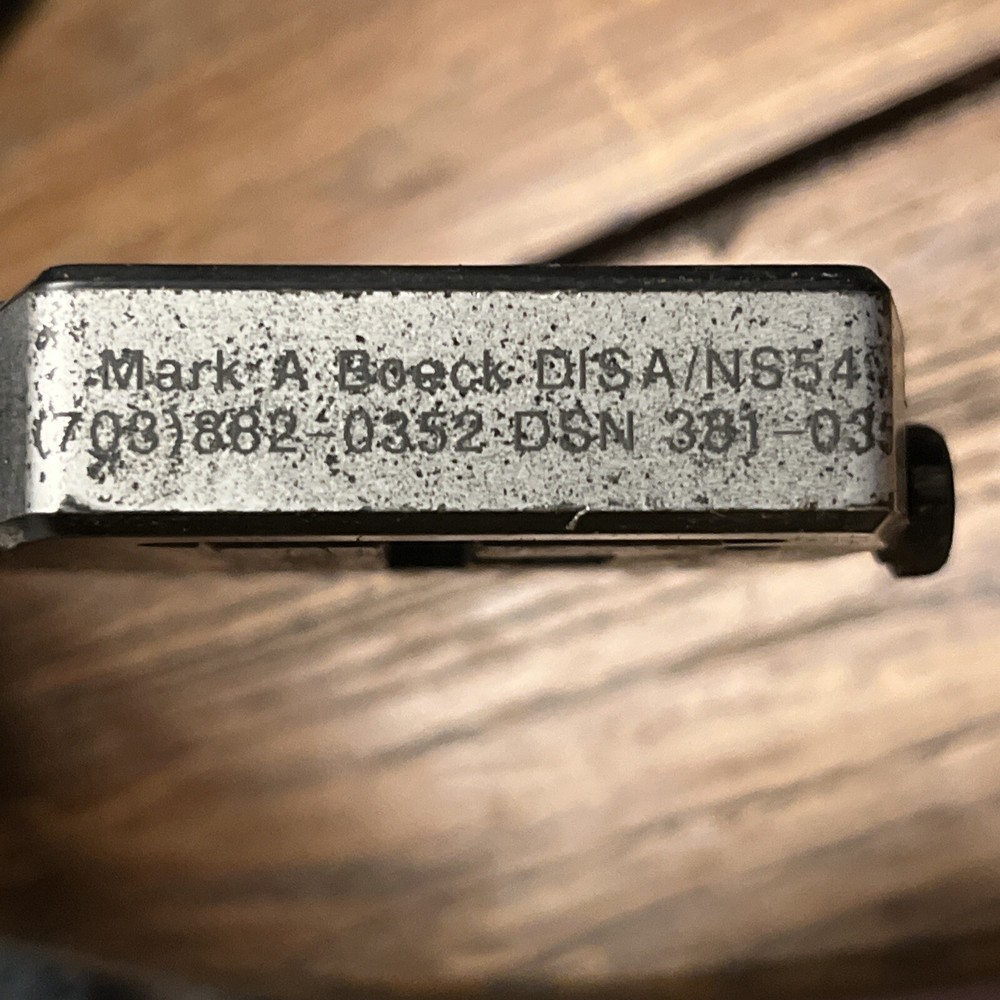 Mark A Boeck DISA/NS54
(703)882-0352 DSN 381-03